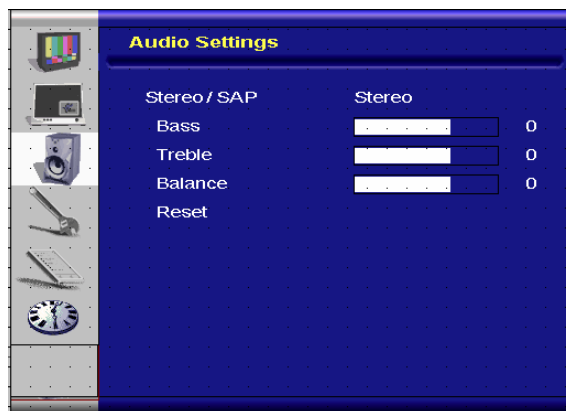 Audio Settings
Stereo / SAP Stereo
Bass 0
Treble 0
Balance 0
Reset